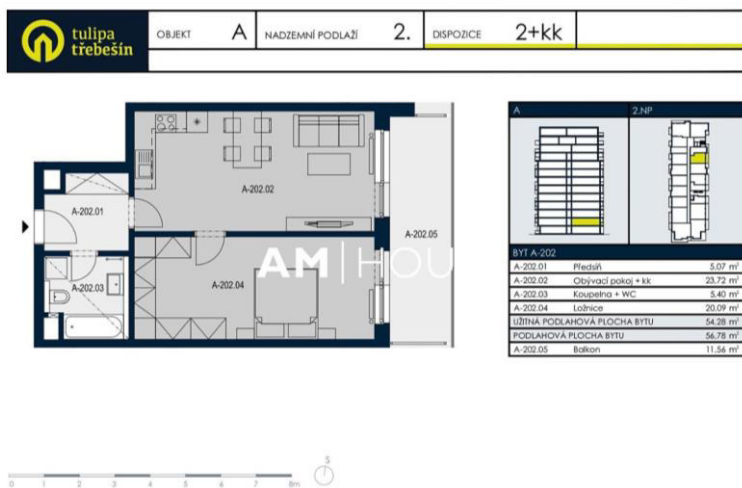 tulipa
třebešín
OBJEKT A NADZEMNÍ PODLAŽÍ 2. DISPOZICE 2+kk
A-202.01
A-202.02
A-202.03
A-202.04
A-202.05
AM | HOU
A 2.NP
BYT A-202
A-202.01 Předsíň 5,07 m²
A-202.02 Obývací pokoj + kk 23,72 m²
A-202.03 Koupelna + WC 5,40 m²
A-202.04 Ložnice 20,09 m²
UŽITNÁ PODLAHOVÁ PLOCHA BYTU 54,28 m²
PODLAHOVÁ PLOCHA BYTU 56,78 m²
A-202.05 Balkon 11,56 m²
0 1 2 3 4 5 6 7 8m
S